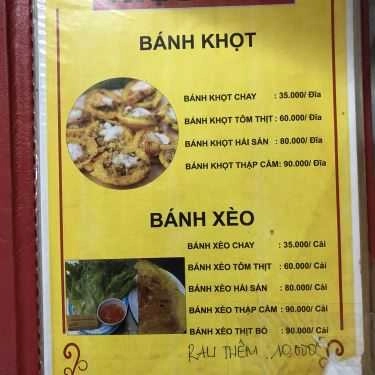 BÁNH KHỌT
BÁNH KHỌT CHAY : 35.000/ Đĩa
BÁNH KHỌT TÔM THỊT : 60.000/ Đĩa
BÁNH KHỌT HẢI SẢN : 80.000/ Đĩa
BÁNH KHỌT THẬP CẨM : 90.000/ Đĩa
BÁNH XÈO
BÁNH XÈO CHAY : 35.000/ Cái
BÁNH XÈO TÔM THỊT : 60.000/ Cái
BÁNH XÈO HẢI SẢN : 80.000/ Cái
BÁNH XÈO THẬP CẨM : 90.000/ Cái
BÁNH XÈO THỊT BÒ : 90.000/ Cái
RAU THÊM 10.000/